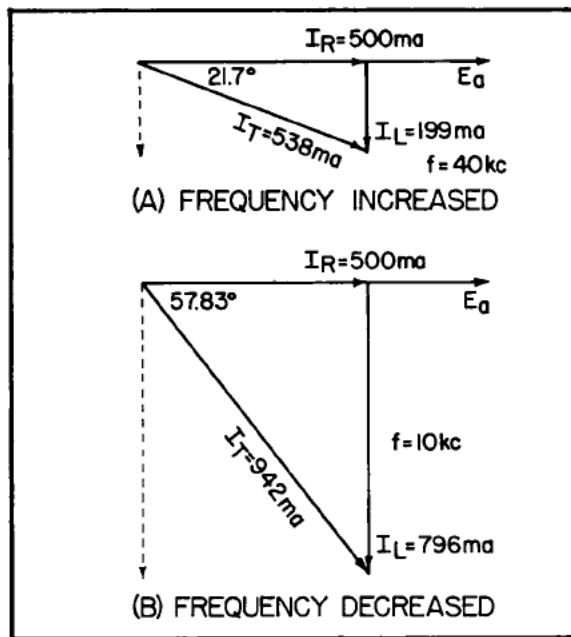 IR=500ma
21.7°
Ea
IT=538ma
IL=199ma
f=40kc
(A) FREQUENCY INCREASED
IR=500ma
57.83°
Ea
IT=942ma
f=10kc
IL=796ma
(B) FREQUENCY DECREASED